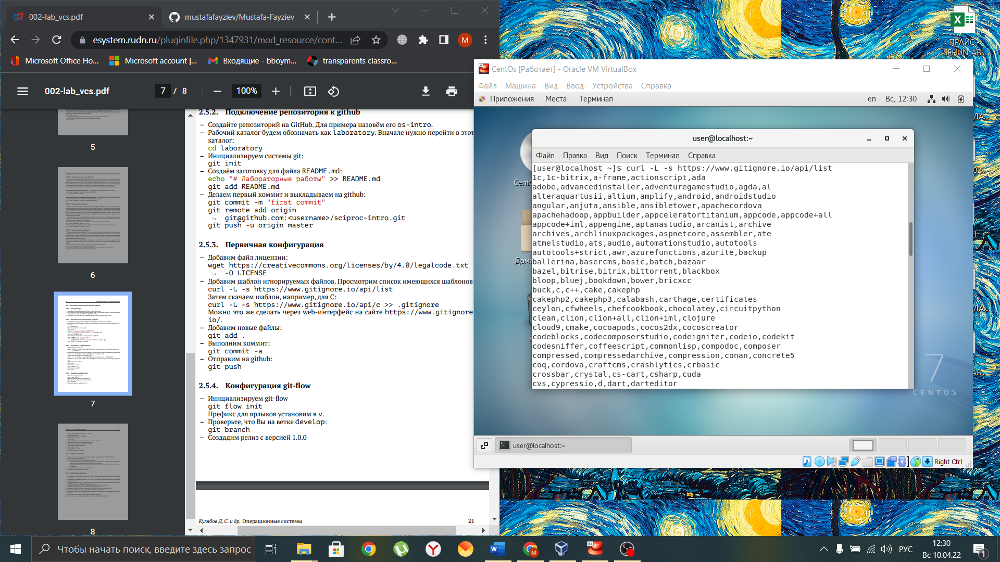 002-lab_vcs.pdf
mustafafayziev/Mustafa-Fayziev
esystem.rudn.ru/pluginfile.php/1347931/mod_resource/cont...
M
Microsoft Office Ho...
Microsoft account |...
Входящие - bboym...
transparents classro...
002-lab_vcs.pdf
7 / 8
100%
5
6
7
8
2.5.2. Подключение репозитория к github
– Создайте репозиторий на GitHub. Для примера назовём его os-intro.
– Рабочий каталог будем обозначать как laboratory. Вначале нужно перейти в этот
каталог:
cd laboratory
– Инициализируем системы git:
git init
– Создаём заготовку для файла README.md:
echo "# Лабораторные работы" >> README.md
git add README.md
– Делаем первый коммит и выкладываем на github:
git commit -m "first commit"
git remote add origin
↪ git@github.com:<username>/sciproc-intro.git
git push -u origin master
2.5.3. Первичная конфигурация
– Добавим файл лицензии:
wget https://creativecommons.org/licenses/by/4.0/legalcode.txt
↪ -O LICENSE
– Добавим шаблон игнорируемых файлов. Просмотрим список имеющихся шаблонов
curl -L -s https://www.gitignore.io/api/list
Затем скачаем шаблон, например, для C:
curl -L -s https://www.gitignore.io/api/c >> .gitignore
Можно это же сделать через web-интерфейс на сайте https://www.gitignore
io/.
– Добавим новые файлы:
git add .
– Выполним коммит:
git commit -a
– Отправим на github:
git push
2.5.4. Конфигурация git-flow
– Инициализируем git-flow
git flow init
Префикс для ярлыков установим в v.
– Проверьте, что Вы на ветке develop:
git branch
– Создадим релиз с версией 1.0.0
Кулябов Д. С. и др. Операционные системы 21
ПРАЙС
SEHUN_AB...
CentOs [Работает] - Oracle VM VirtualBox
Файл Машина Вид Ввод Устройства Справка
Приложения Места Терминал en Вс, 12:30
user@localhost:~
Файл Правка Вид Поиск Терминал Справка
[user@localhost ~]$ curl -L -s https://www.gitignore.io/api/list
1c,1c-bitrix,a-frame,actionscript,ada
adobe,advancedinstaller,adventuregamestudio,agda,al
alteraquartusii,altium,amplify,android,androidstudio
angular,anjuta,ansible,ansibletower,apachecordova
apachehadoop,appbuilder,appceleratortitanium,appcode,appcode+all
appcode+iml,appengine,aptanastudio,arcanist,archive
archives,archlinuxpackages,aspnetcore,assembler,ate
atmelstudio,ats,audio,automationstudio,autotools
autotools+strict,awr,azurefunctions,azurite,backup
ballerina,basercms,basic,batch,bazaar
bazel,bitrise,bitrix,bittorrent,blackbox
bloop,bluej,bookdown,bower,bricxcc
buck,c,c++,cake,cakephp
cakephp2,cakephp3,calabash,carthage,certificates
ceylon,cfwheels,chefcookbook,chocolatey,circuitpython
clean,clion,clion+all,clion+iml,clojure
cloud9,cmake,cocoapods,cocos2dx,cocoscreator
codeblocks,codecomposerstudio,codeigniter,codeio,codekit
codesniffer,coffeescript,commonlisp,compodoc,composer
compressed,compressedarchive,compression,conan,concrete5
coq,cordova,craftcms,crashlytics,crbasic
crossbar,crystal,cs-cart,csharp,cuda
cvs,cypressio,d,dart,darteditor
7
CENTOS
user@localhost:~
Right Ctrl
Чтобы начать поиск, введите здесь запрос
РУС
12:30
Вс 10.04.22
1